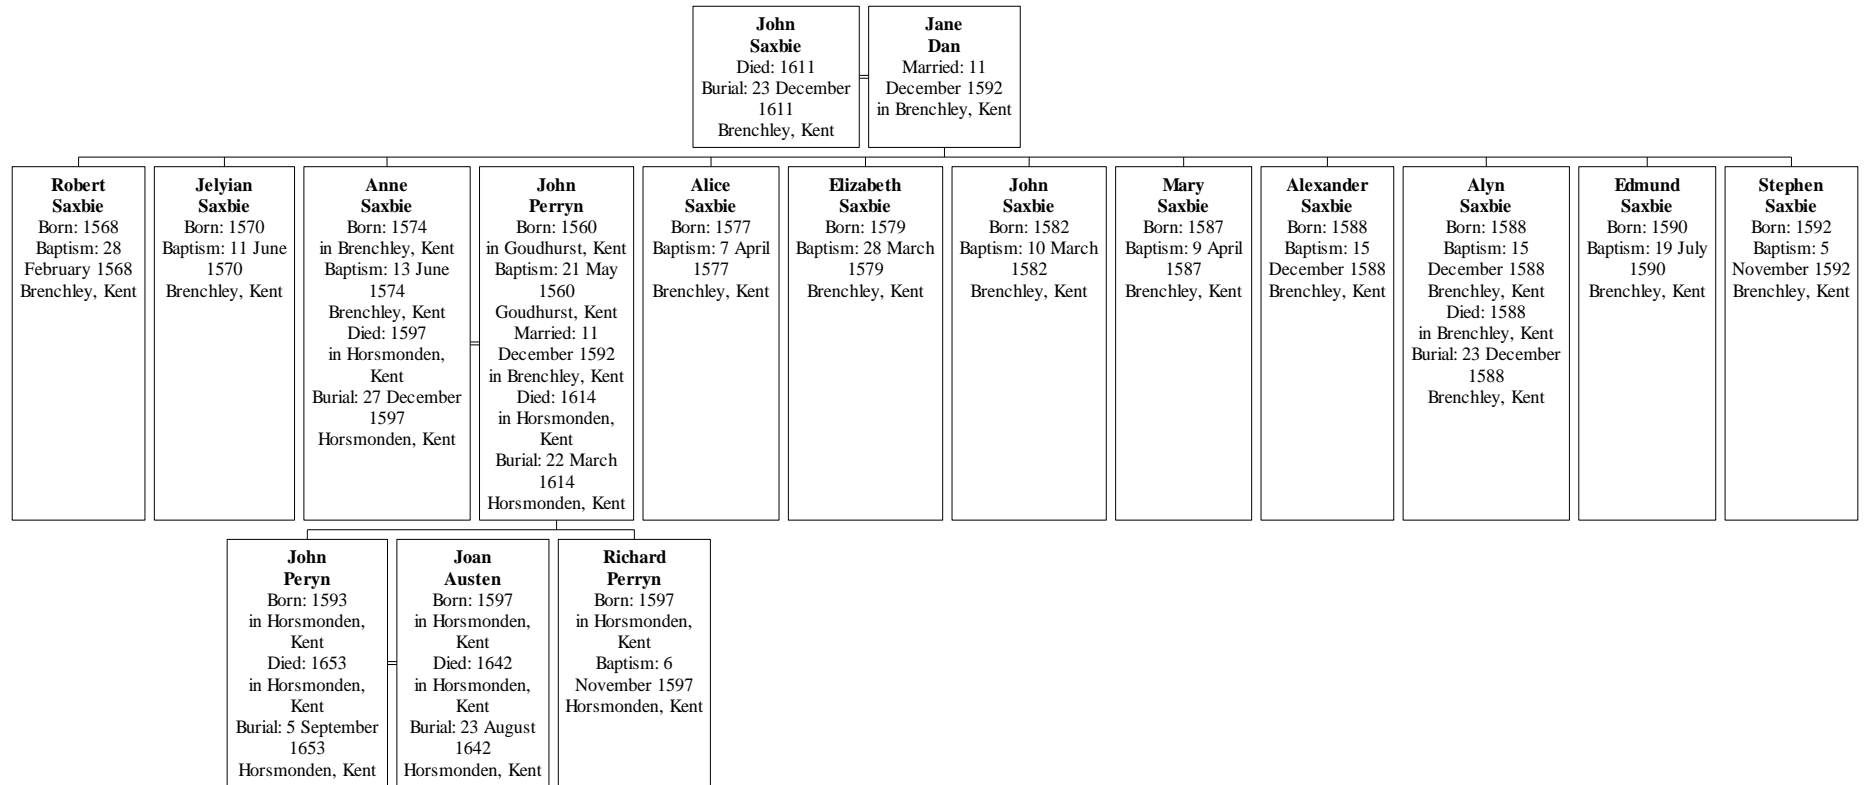 John
Saxbie
Died: 1611
Burial: 23 December
1611
Brenchley, Kent
Jane
Dan
Married: 11
December 1592
in Brenchley, Kent
Robert
Saxbie
Born: 1568
Baptism: 28
February 1568
Brenchley, Kent
Jelyian
Saxbie
Born: 1570
Baptism: 11 June
1570
Brenchley, Kent
Anne
Saxbie
Born: 1574
in Brenchley, Kent
Baptism: 13 June
1574
Brenchley, Kent
Died: 1597
in Horsmonden,
Kent
Burial: 27 December
1597
Horsmonden, Kent
John
Perryn
Born: 1560
in Goudhurst, Kent
Baptism: 21 May
1560
Goudhurst, Kent
Married: 11
December 1592
in Brenchley, Kent
Died: 1614
in Horsmonden,
Kent
Burial: 22 March
1614
Horsmonden, Kent
Alice
Saxbie
Born: 1577
Baptism: 7 April
1577
Brenchley, Kent
Elizabeth
Saxbie
Born: 1579
Baptism: 28 March
1579
Brenchley, Kent
John
Saxbie
Born: 1582
Baptism: 10 March
1582
Brenchley, Kent
Mary
Saxbie
Born: 1587
Baptism: 9 April
1587
Brenchley, Kent
Alexander
Saxbie
Born: 1588
Baptism: 15
December 1588
Brenchley, Kent
Alyn
Saxbie
Born: 1588
Baptism: 15
December 1588
Brenchley, Kent
Died: 1588
in Brenchley, Kent
Burial: 23 December
1588
Brenchley, Kent
Edmund
Saxbie
Born: 1590
Baptism: 19 July
1590
Brenchley, Kent
Stephen
Saxbie
Born: 1592
Baptism: 5
November 1592
Brenchley, Kent
John
Peryn
Born: 1593
in Horsmonden,
Kent
Died: 1653
in Horsmonden,
Kent
Burial: 5 September
1653
Horsmonden, Kent
Joan
Austen
Born: 1597
in Horsmonden,
Kent
Died: 1642
in Horsmonden,
Kent
Burial: 23 August
1642
Horsmonden, Kent
Richard
Perryn
Born: 1597
in Horsmonden,
Kent
Baptism: 6
November 1597
Horsmonden, Kent